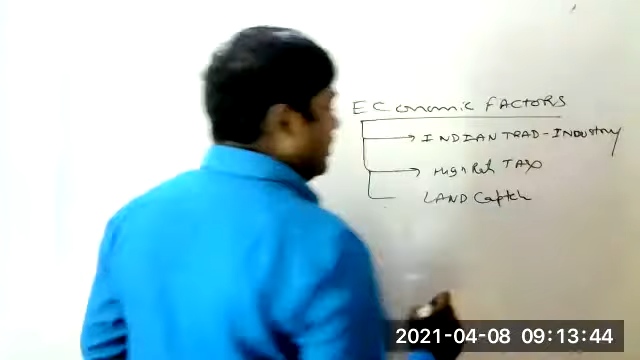 ECONOMIC FACTORS
INDIAN TRAD-INDUSTRY
High Rate TAX
LAND Captch
2021-04-08 09:13:44